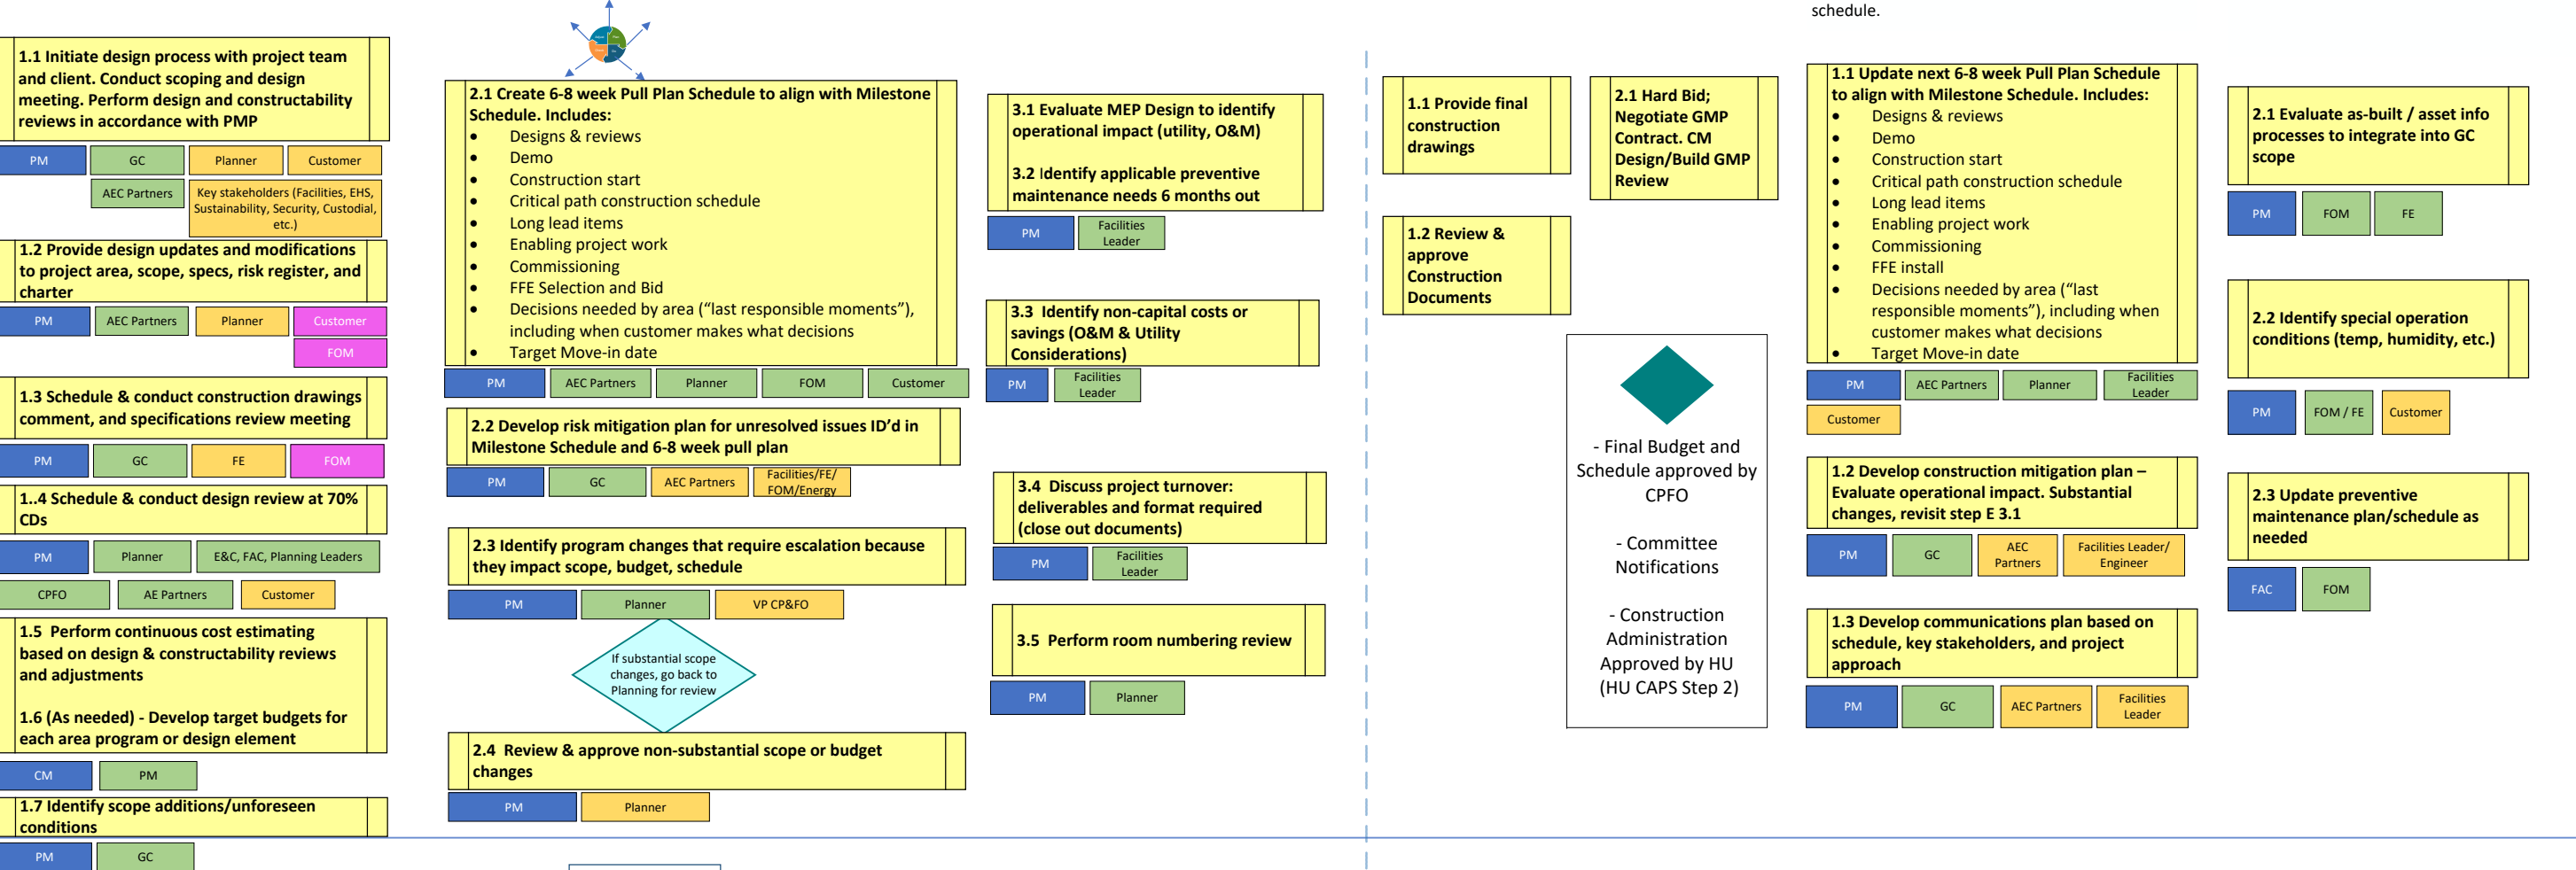 schedule.
1.1 Initiate design process with project team
and client. Conduct scoping and design
meeting. Perform design and constructability
reviews in accordance with PMP
PM
GC
Planner
Customer
AEC Partners
Key stakeholders (Facilities, EHS,
Sustainability, Security, Custodial,
etc.)
1.2 Provide design updates and modifications
to project area, scope, specs, risk register, and
charter
PM
AEC Partners
Planner
Customer
FOM
1.3 Schedule & conduct construction drawings
comment, and specifications review meeting
PM
GC
FE
FOM
1..4 Schedule & conduct design review at 70%
CDs
PM
Planner
E&C, FAC, Planning Leaders
CPFO
AE Partners
Customer
1.5 Perform continuous cost estimating
based on design & constructability reviews
and adjustments
1.6 (As needed) - Develop target budgets for
each area program or design element
CM
PM
1.7 Identify scope additions/unforeseen
conditions
PM
GC
2.1 Create 6-8 week Pull Plan Schedule to align with Milestone
Schedule. Includes:
• Designs & reviews
• Demo
• Construction start
• Critical path construction schedule
• Long lead items
• Enabling project work
• Commissioning
• FFE Selection and Bid
• Decisions needed by area (“last responsible moments”),
including when customer makes what decisions
• Target Move-in date
PM
AEC Partners
Planner
FOM
Customer
2.2 Develop risk mitigation plan for unresolved issues ID’d in
Milestone Schedule and 6-8 week pull plan
PM
GC
AEC Partners
Facilities/FE/
FOM/Energy
2.3 Identify program changes that require escalation because
they impact scope, budget, schedule
PM
Planner
VP CP&FO
If substantial scope
changes, go back to
Planning for review
2.4 Review & approve non-substantial scope or budget
changes
PM
Planner
3.1 Evaluate MEP Design to identify
operational impact (utility, O&M)
3.2 Identify applicable preventive
maintenance needs 6 months out
PM
Facilities
Leader
3.3 Identify non-capital costs or
savings (O&M & Utility
Considerations)
PM
Facilities
Leader
3.4 Discuss project turnover:
deliverables and format required
(close out documents)
PM
Facilities
Leader
3.5 Perform room numbering review
PM
Planner
1.1 Provide final
construction
drawings
1.2 Review &
approve
Construction
Documents
2.1 Hard Bid;
Negotiate GMP
Contract. CM
Design/Build GMP
Review
- Final Budget and
Schedule approved by
CPFO
- Committee
Notifications
- Construction
Administration
Approved by HU
(HU CAPS Step 2)
1.1 Update next 6-8 week Pull Plan Schedule
to align with Milestone Schedule. Includes:
• Designs & reviews
• Demo
• Construction start
• Critical path construction schedule
• Long lead items
• Enabling project work
• Commissioning
• FFE install
• Decisions needed by area (“last
responsible moments”), including when
customer makes what decisions
• Target Move-in date
PM
AEC Partners
Planner
Facilities
Leader
Customer
1.2 Develop construction mitigation plan –
Evaluate operational impact. Substantial
changes, revisit step E 3.1
PM
GC
AEC
Partners
Facilities Leader/
Engineer
1.3 Develop communications plan based on
schedule, key stakeholders, and project
approach
PM
GC
AEC Partners
Facilities
Leader
2.1 Evaluate as-built / asset info
processes to integrate into GC
scope
PM
FOM
FE
2.2 Identify special operation
conditions (temp, humidity, etc.)
PM
FOM / FE
Customer
2.3 Update preventive
maintenance plan/schedule as
needed
FAC
FOM